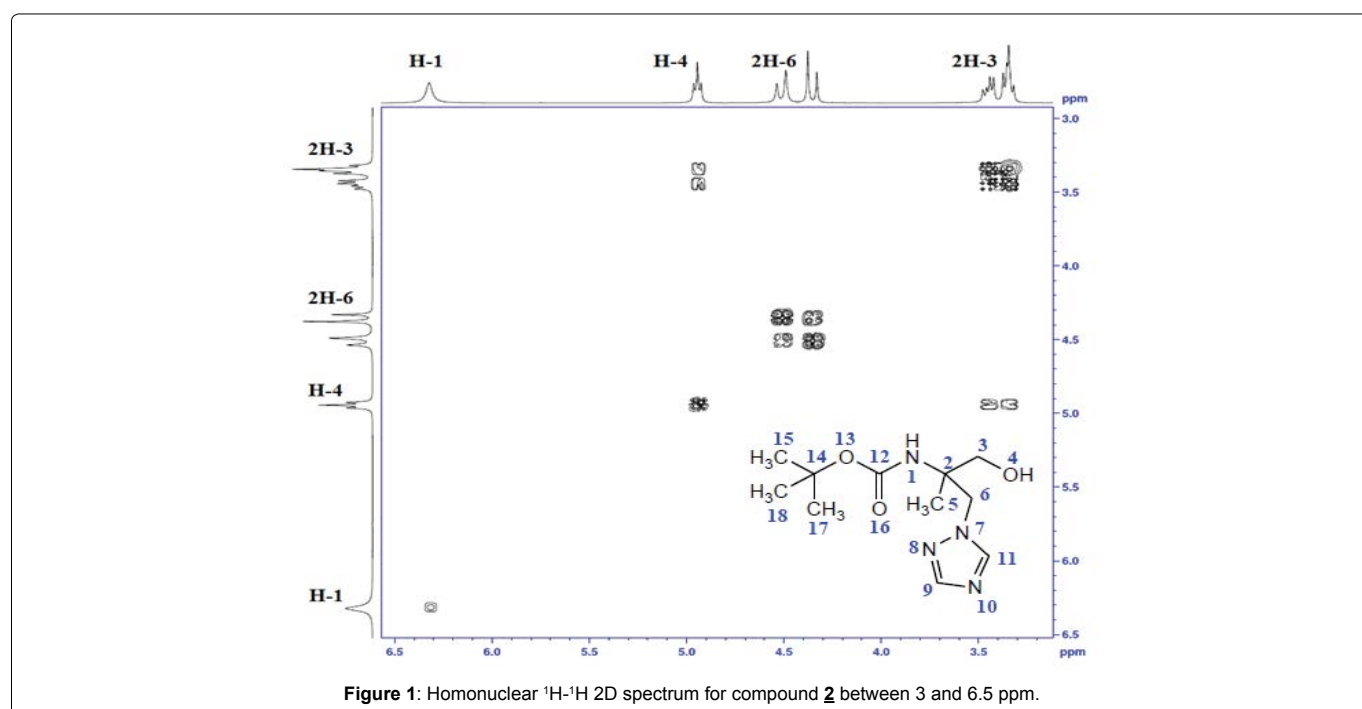 H-1 H-4 2H-6 2H-3
ppm
3.0
2H-3
3.5
4.0
2H-6
4.5
H-4
5.0
5.5
6.0
H-1
6.5
6.5 6.0 5.5 5.0 4.5 4.0 3.5 ppm
15 13 H 3 4
H₃C 14 O 12 N 2 OH
1
H₃C O H₃C 5 6
18 CH₃ 16
17 N 7
8 N 11
9 N 10
Figure 1: Homonuclear ¹H-¹H 2D spectrum for compound 2 between 3 and 6.5 ppm.